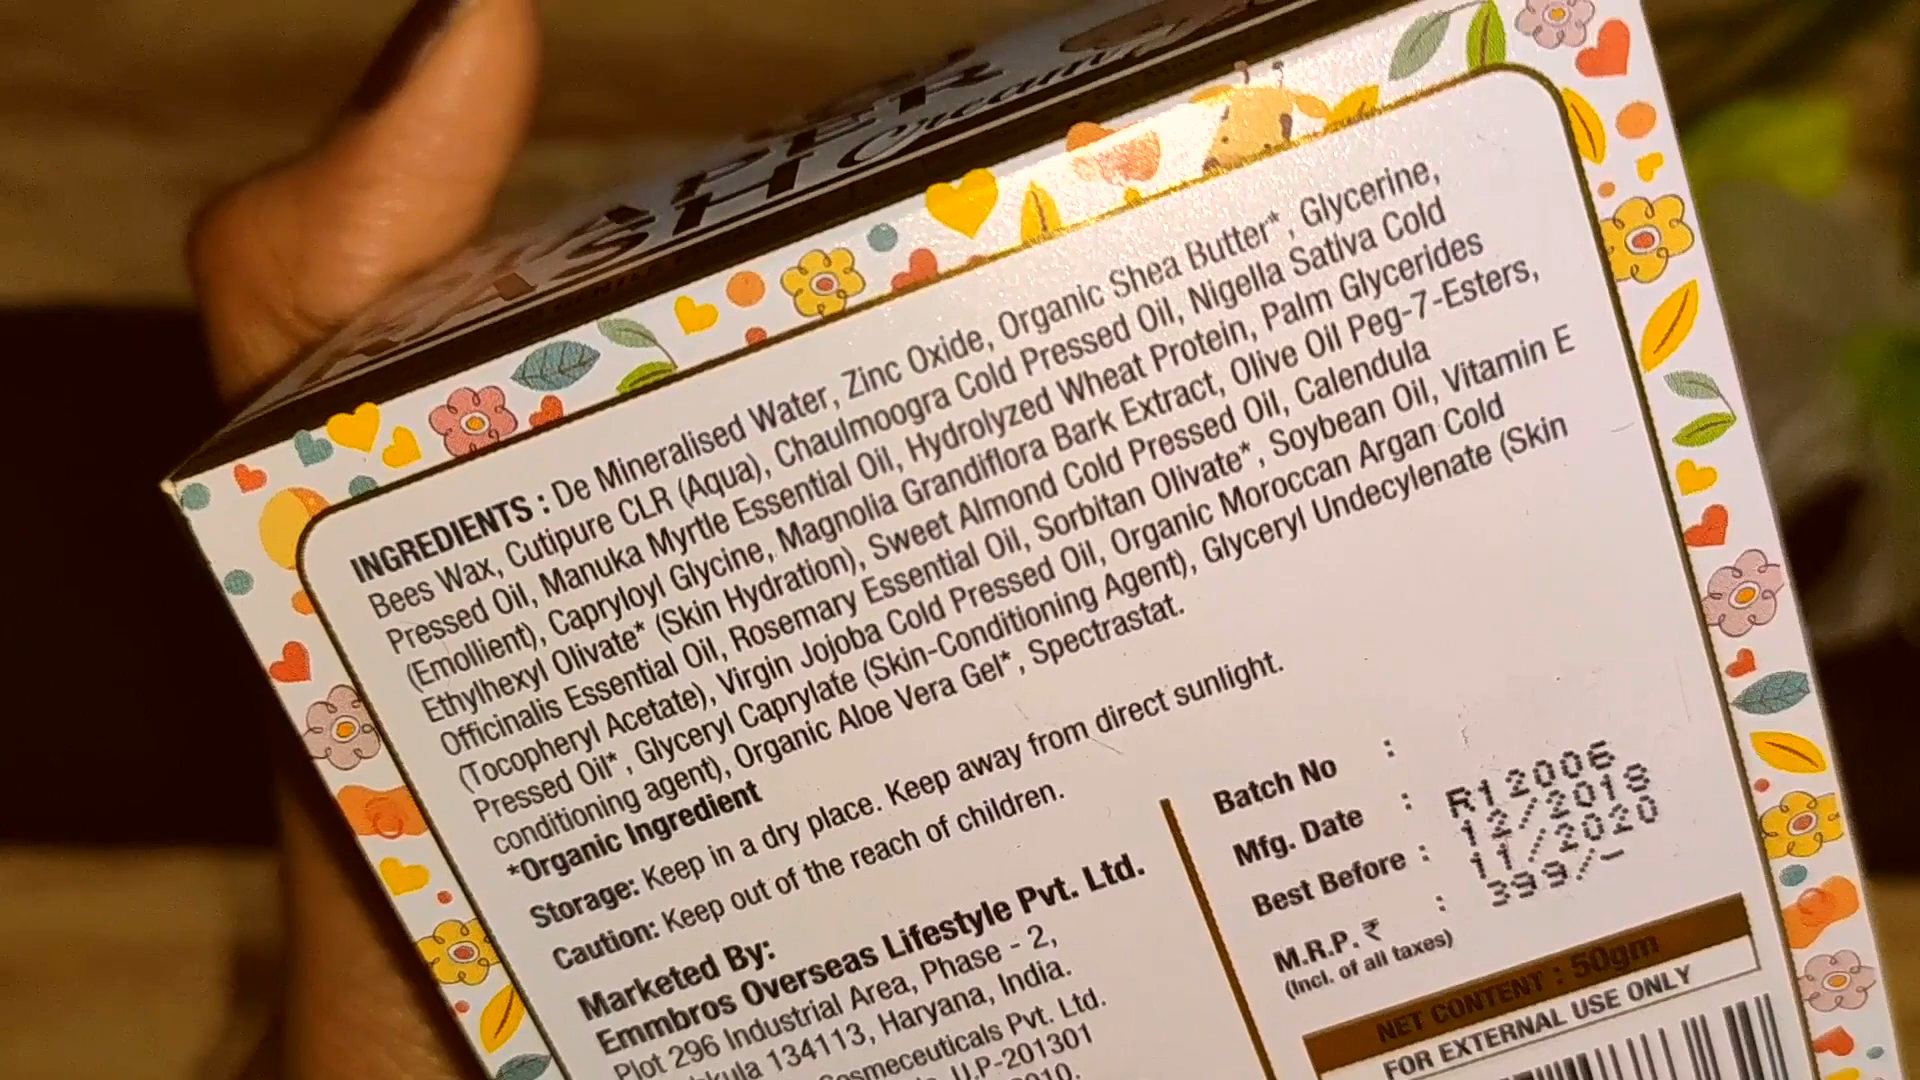 INGREDIENTS : De Mineralised Water, Zinc Oxide, Organic Shea Butter*, Glycerine,
Bees Wax, Cutipure CLR (Aqua), Chaulmoogra Cold Pressed Oil, Nigella Sativa Cold
Pressed Oil, Manuka Myrtle Essential Oil, Hydrolyzed Wheat Protein, Palm Glycerides
(Emollient), Capryloyl Glycine, Magnolia Grandiflora Bark Extract, Olive Oil Peg-7-Esters,
Ethylhexyl Olivate* (Skin Hydration), Sweet Almond Cold Pressed Oil, Calendula
Officinalis Essential Oil, Rosemary Essential Oil, Sorbitan Olivate*, Soybean Oil, Vitamin E
(Tocopheryl Acetate), Virgin Jojoba Cold Pressed Oil, Organic Moroccan Argan Cold
Pressed Oil*, Glyceryl Caprylate (Skin-Conditioning Agent), Glyceryl Undecylenate (Skin
conditioning agent), Organic Aloe Vera Gel*, Spectrastat.
*Organic Ingredient
Storage: Keep in a dry place. Keep away from direct sunlight.
Caution: Keep out of the reach of children.
Marketed By:
Emmbros Overseas Lifestyle Pvt. Ltd.
Plot 296 Industrial Area, Phase - 2,
134113, Haryana, India.
Pvt. Ltd.
U.P-201301
Batch No : R12006
Mfg. Date : 12/2019
Best Before : 11/2020
M.R.P. ₹ : 399/-
(Incl. of all taxes)
NET CONTENT : 50gm
FOR EXTERNAL USE ONLY